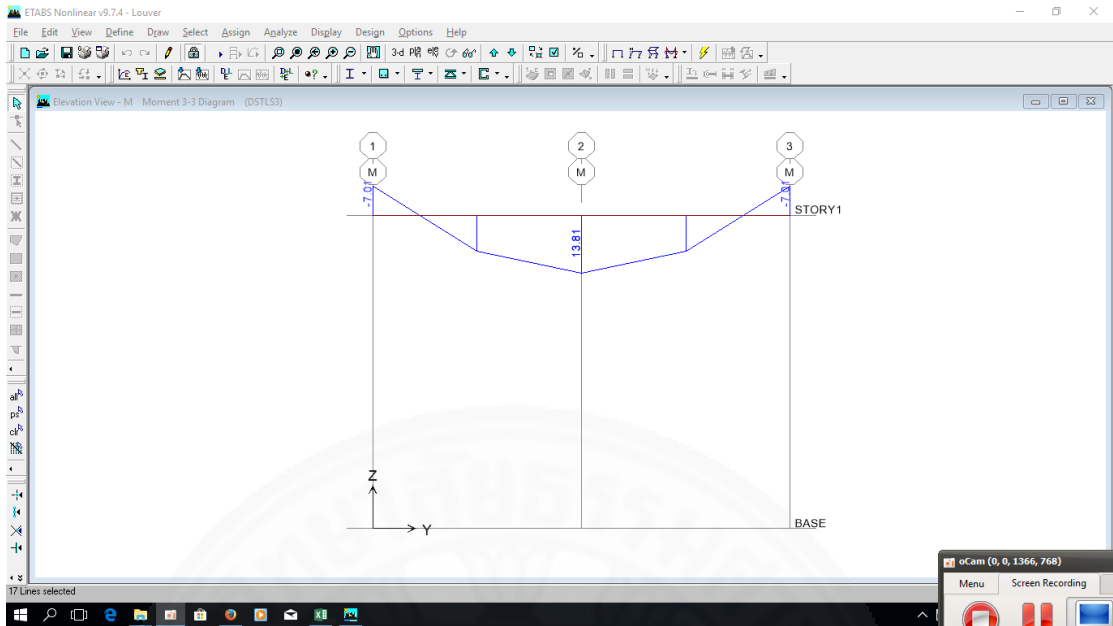 ETABS Nonlinear v9.7.4 - Louver
File Edit View Define Draw Select Assign Analyze Display Design Options Help
3-d
Elevation View - M Moment 3-3 Diagram (DSTLS3)
1 2 3
M M M
-7.01 -7.01
STORY1
13.81
all
ps
clr
Z
Y
BASE
oCam (0, 0, 1366, 768)
Menu Screen Recording
17 Lines selected